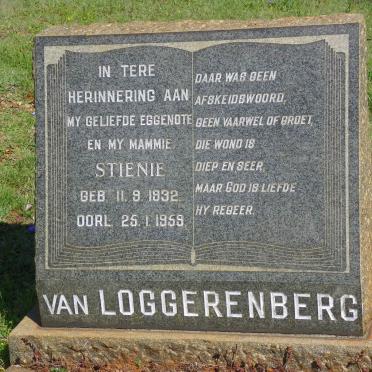 IN TERE
HERINNERING AAN
MY GELIEFDE EGGENOTE
EN MY MAMMIE
STIENIE
GEB. 11.9.1932.
OORL. 25.1.1959.
DAAR WAS GEEN
AFSKEIDSWOORD,
GEEN VAARWEL OF GROET,
DIE WOND IS
DIEP EN SEER,
MAAR GOD IS LIEFDE
HY REGEER.
VAN LOGGERENBERG